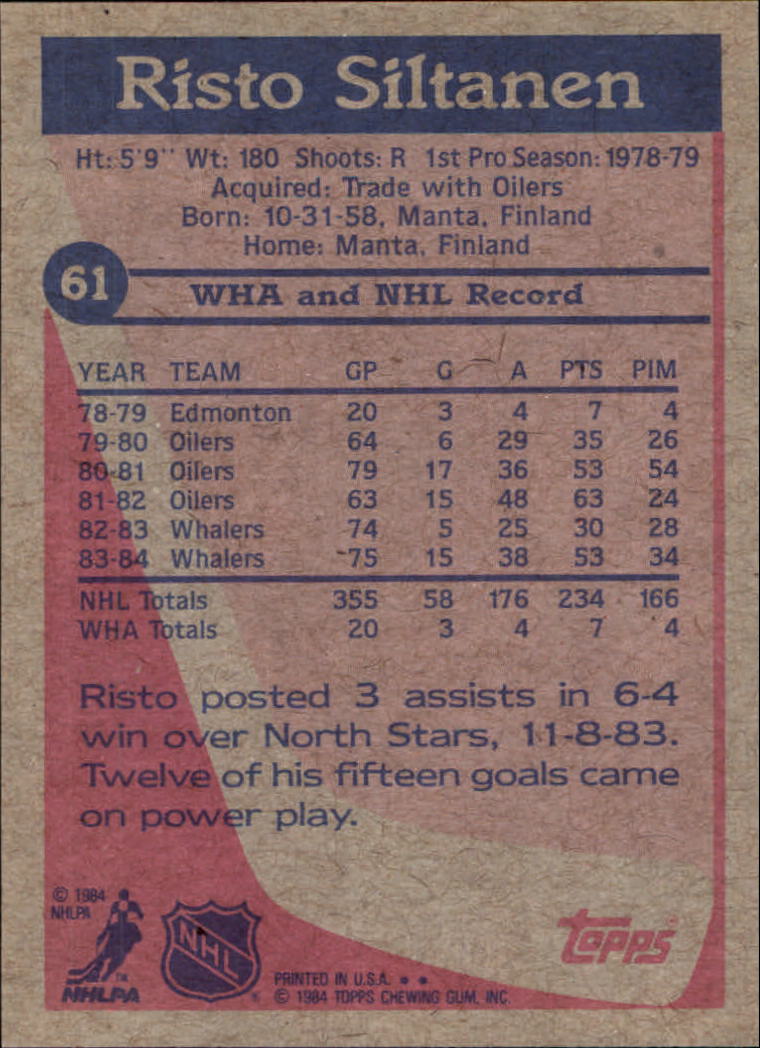 Risto Siltanen
Ht: 5'9" Wt: 180 Shoots: R 1st Pro Season: 1978-79
Acquired: Trade with Oilers
Born: 10-31-58, Manta, Finland
Home: Manta, Finland
61
WHA and NHL Record
YEAR TEAM GP G A PTS PIM
78-79 Edmonton 20 3 4 7 4
79-80 Oilers 64 6 29 35 26
80-81 Oilers 79 17 36 53 54
81-82 Oilers 63 15 48 63 24
82-83 Whalers 74 5 25 30 28
83-84 Whalers 75 15 38 53 34
NHL Totals 355 58 176 234 166
WHA Totals 20 3 4 7 4
Risto posted 3 assists in 6-4
win over North Stars, 11-8-83.
Twelve of his fifteen goals came
on power play.
© 1984
NHLPA
NHL
®
topps®
™
NHLPA
PRINTED IN U.S.A. * *
© 1984 TOPPS CHEWING GUM, INC.